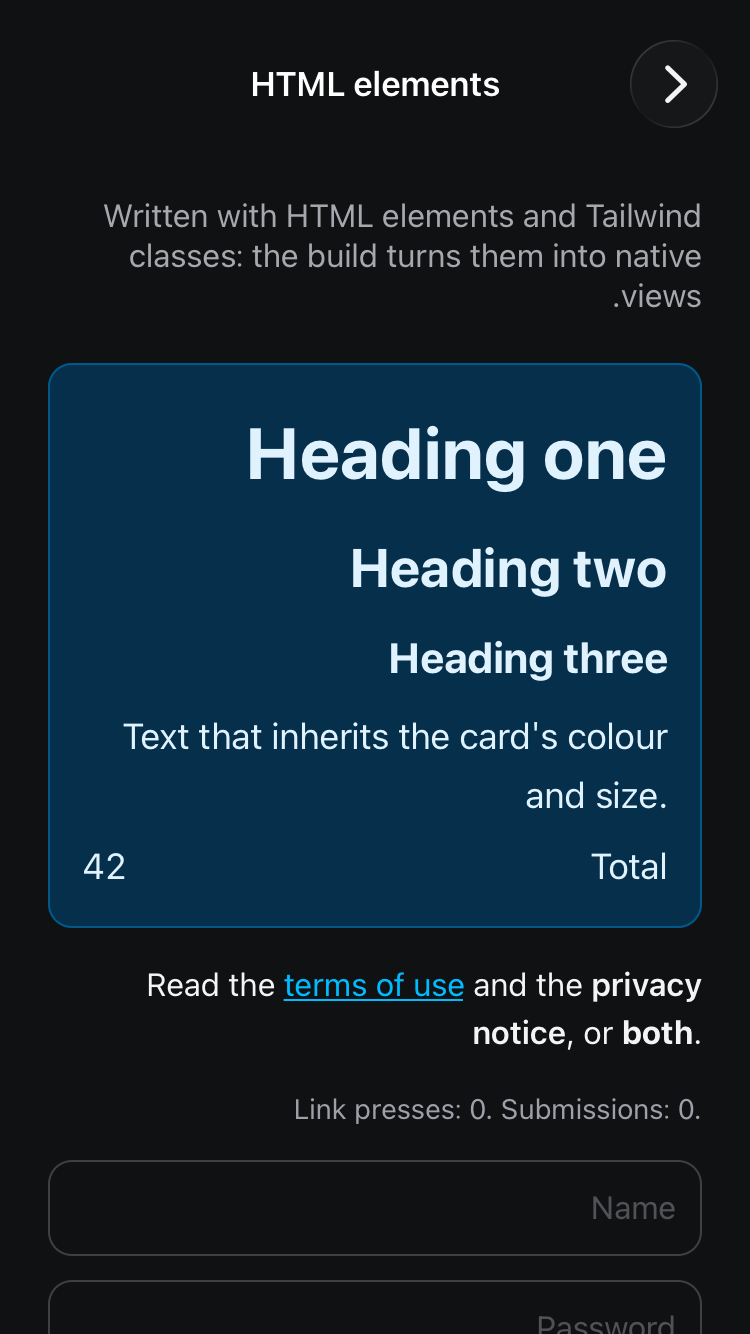 HTML elements
Written with HTML elements and Tailwind
classes: the build turns them into native
.views
Heading one
Heading two
Heading three
Text that inherits the card's colour
and size.
42 Total
Read the terms of use and the privacy
notice, or both.
Link presses: 0. Submissions: 0.
Name
Password